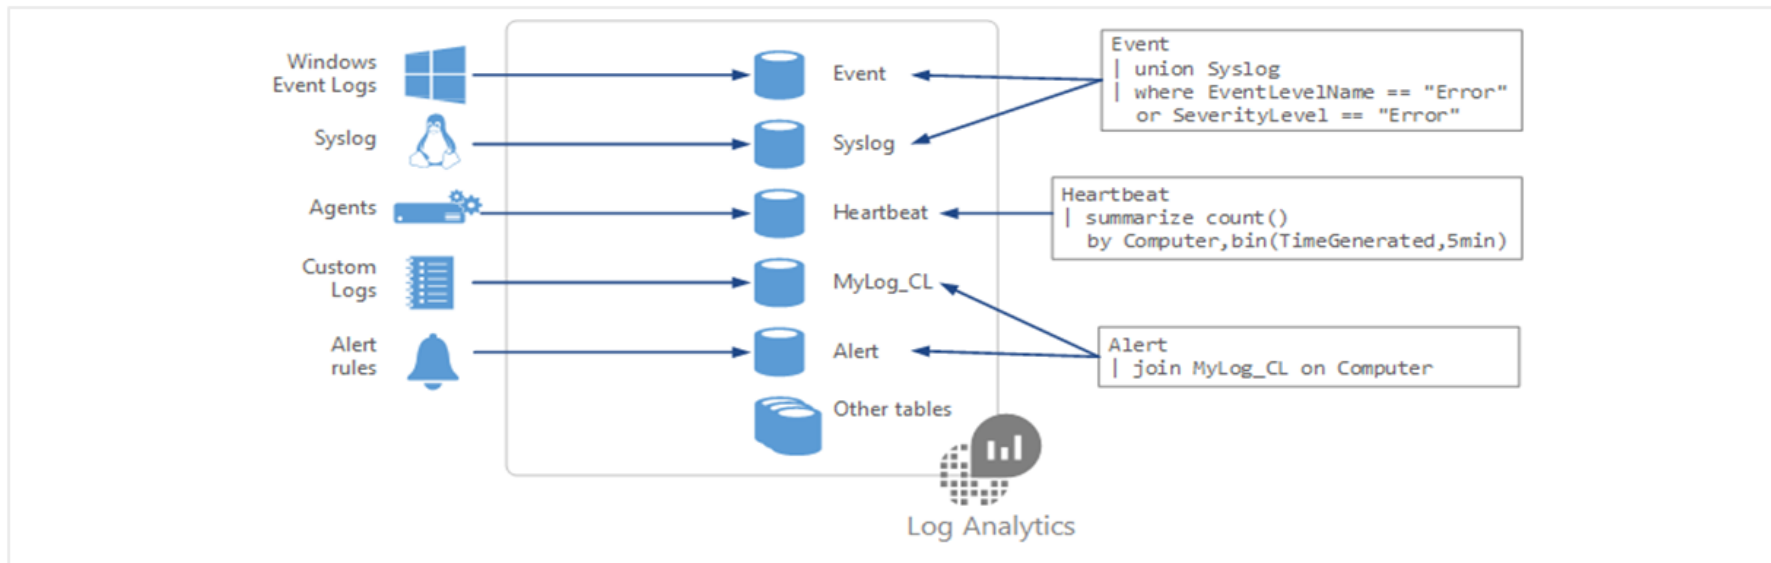 Windows
Event Logs
Event
Syslog
Syslog
Agents
Heartbeat
Custom
Logs
MyLog_CL
Alert
rules
Alert
Other tables
Log Analytics
Event
| union Syslog
| where EventLevelName == "Error"
or SeverityLevel == "Error"
Heartbeat
| summarize count()
by Computer,bin(TimeGenerated,5min)
Alert
| join MyLog_CL on Computer